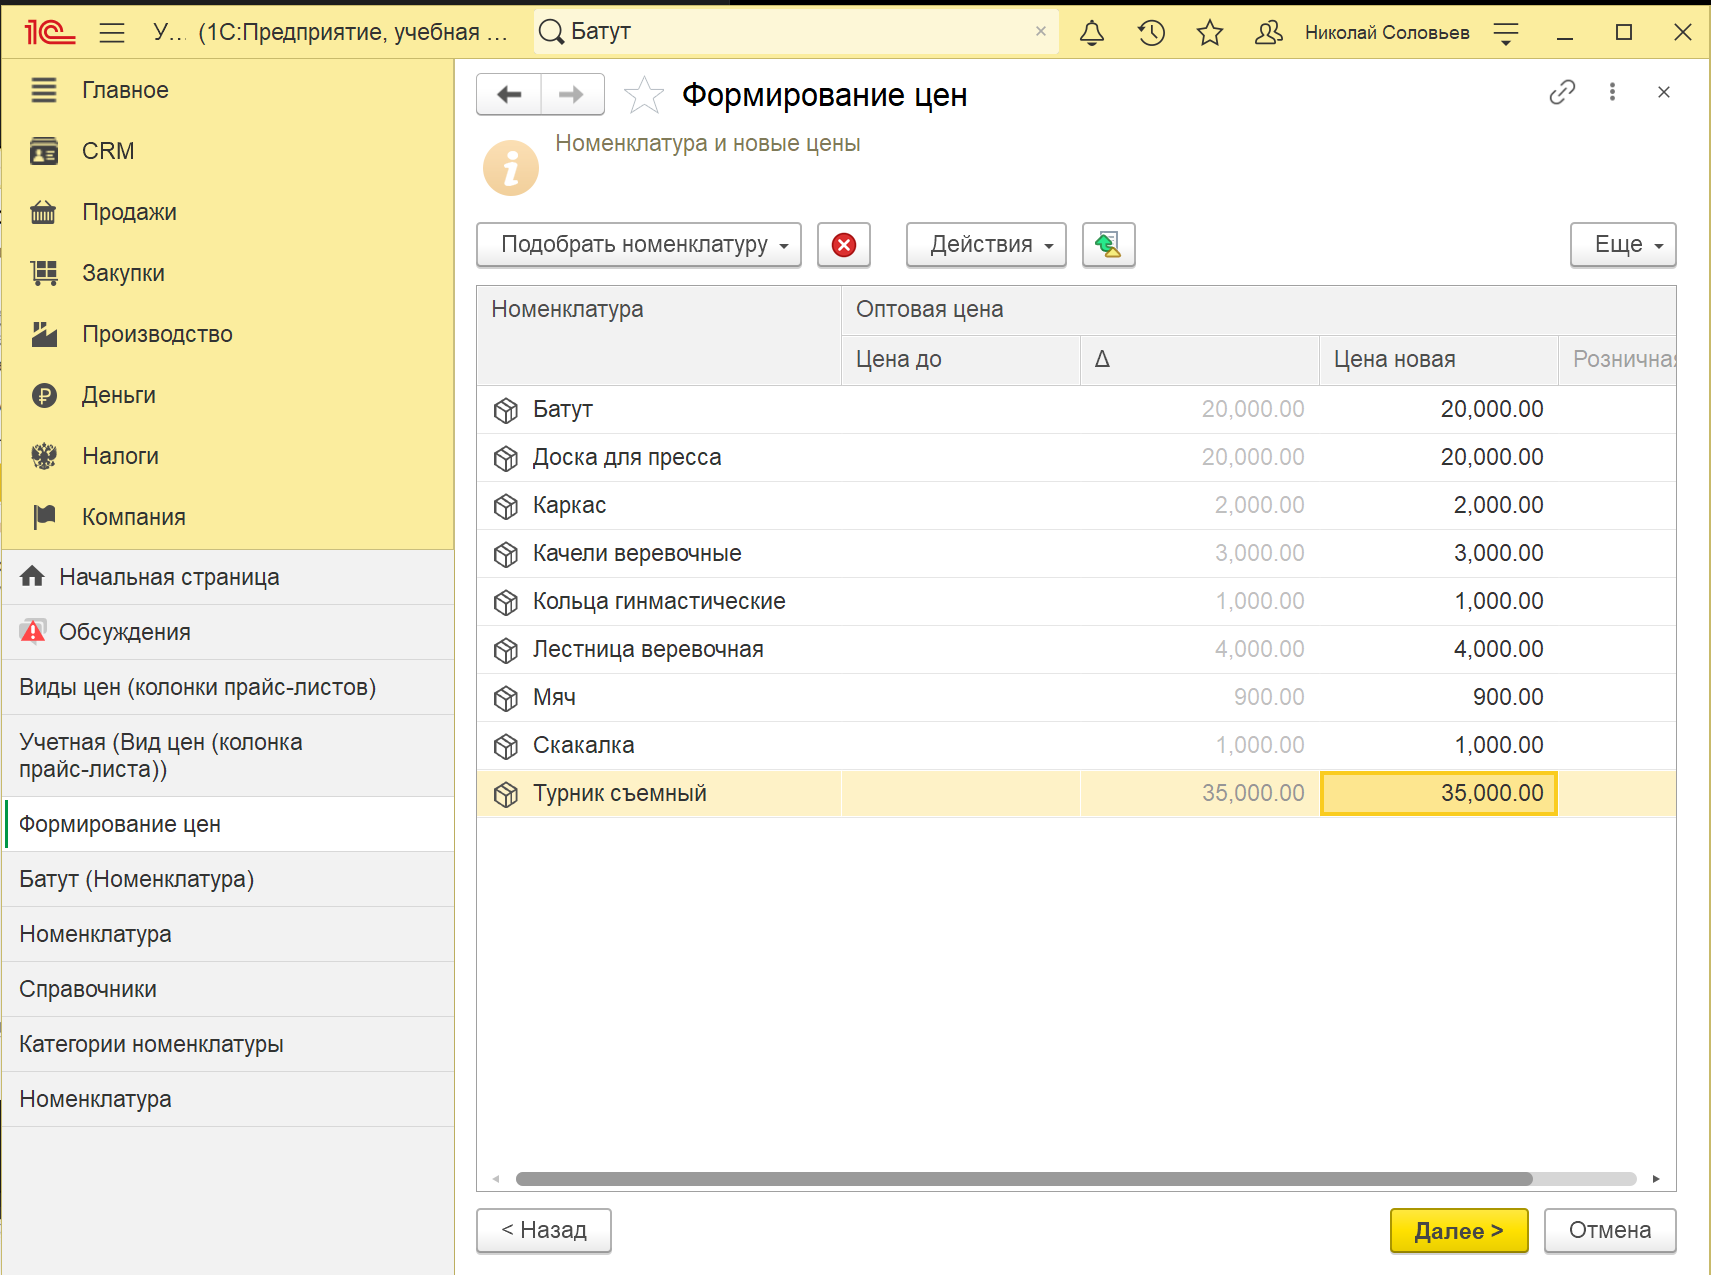 1С У... (1С:Предприятие, учебная ... Батут × Николай Соловьев
Главное
CRM
Продажи
Закупки
Производство
Деньги
Налоги
Компания
Начальная страница
Обсуждения
Виды цен (колонки прайс-листов)
Учетная (Вид цен (колонка
прайс-листа))
Формирование цен
Батут (Номенклатура)
Номенклатура
Справочники
Категории номенклатуры
Номенклатура
Формирование цен
Номенклатура и новые цены
Подобрать номенклатуру Действия Еще
Номенклатура Оптовая цена
Цена до Δ Цена новая Розничная
Батут 20,000.00 20,000.00
Доска для пресса 20,000.00 20,000.00
Каркас 2,000.00 2,000.00
Качели веревочные 3,000.00 3,000.00
Кольца гинмастические 1,000.00 1,000.00
Лестница веревочная 4,000.00 4,000.00
Мяч 900.00 900.00
Скакалка 1,000.00 1,000.00
Турник съемный 35,000.00 35,000.00
< Назад Далее > Отмена